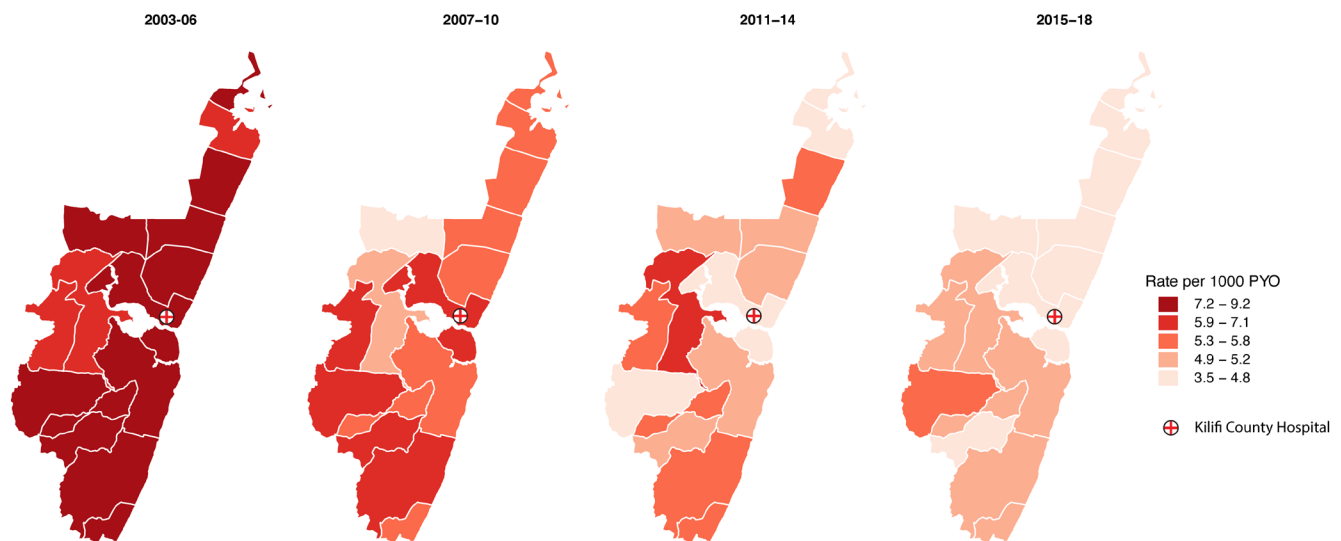 2003-06
2007–10
2011–14
2015–18
Rate per 1000 PYO
7.2 – 9.2
5.9 – 7.1
5.3 – 5.8
4.9 – 5.2
3.5 – 4.8
Kilifi County Hospital